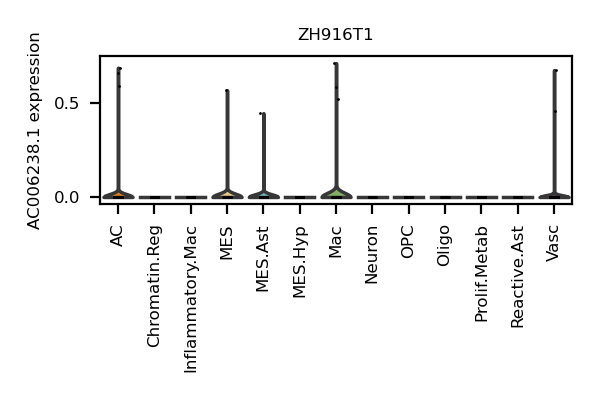 ZH916T1
AC006238.1 expression
0.5
0.0
AC
Chromatin.Reg
Inflammatory.Mac
MES
MES.Ast
MES.Hyp
Mac
Neuron
OPC
Oligo
Prolif.Metab
Reactive.Ast
Vasc